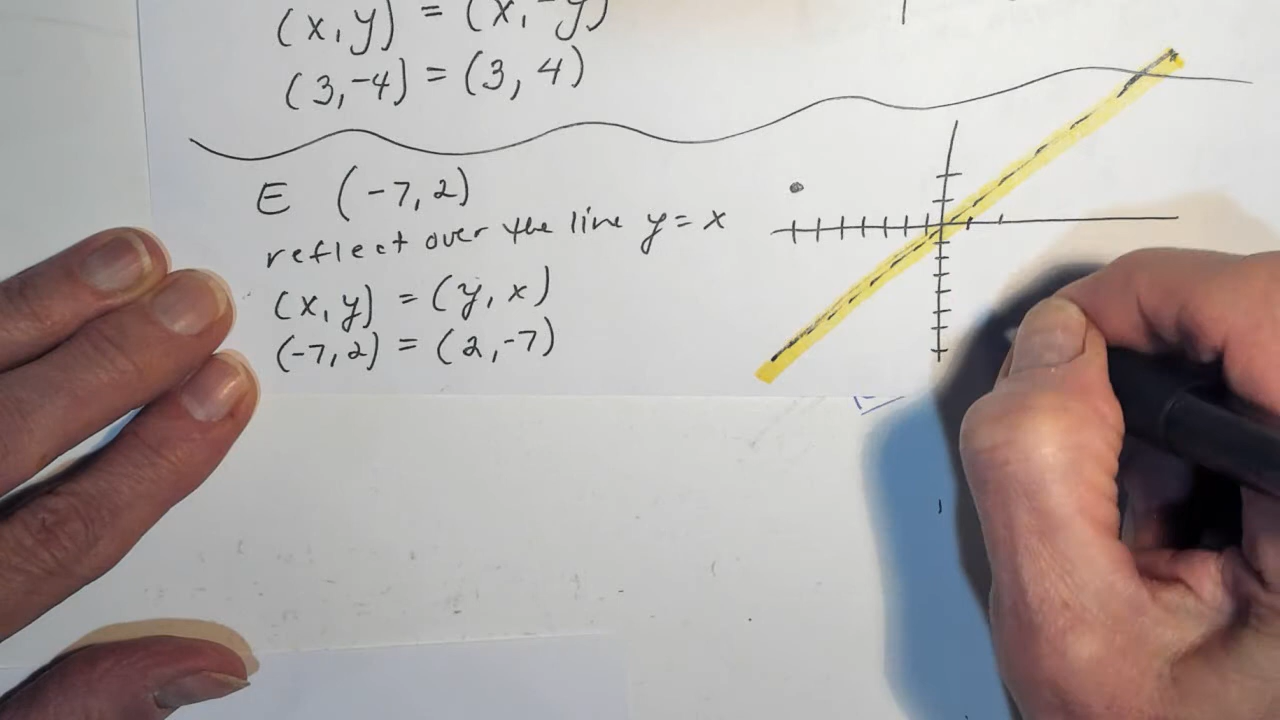 (x, y) = (x, -y)
(3, -4) = (3, 4)
E (-7, 2)
reflect over the line y = x
(x, y) = (y, x)
(-7, 2) = (2, -7)